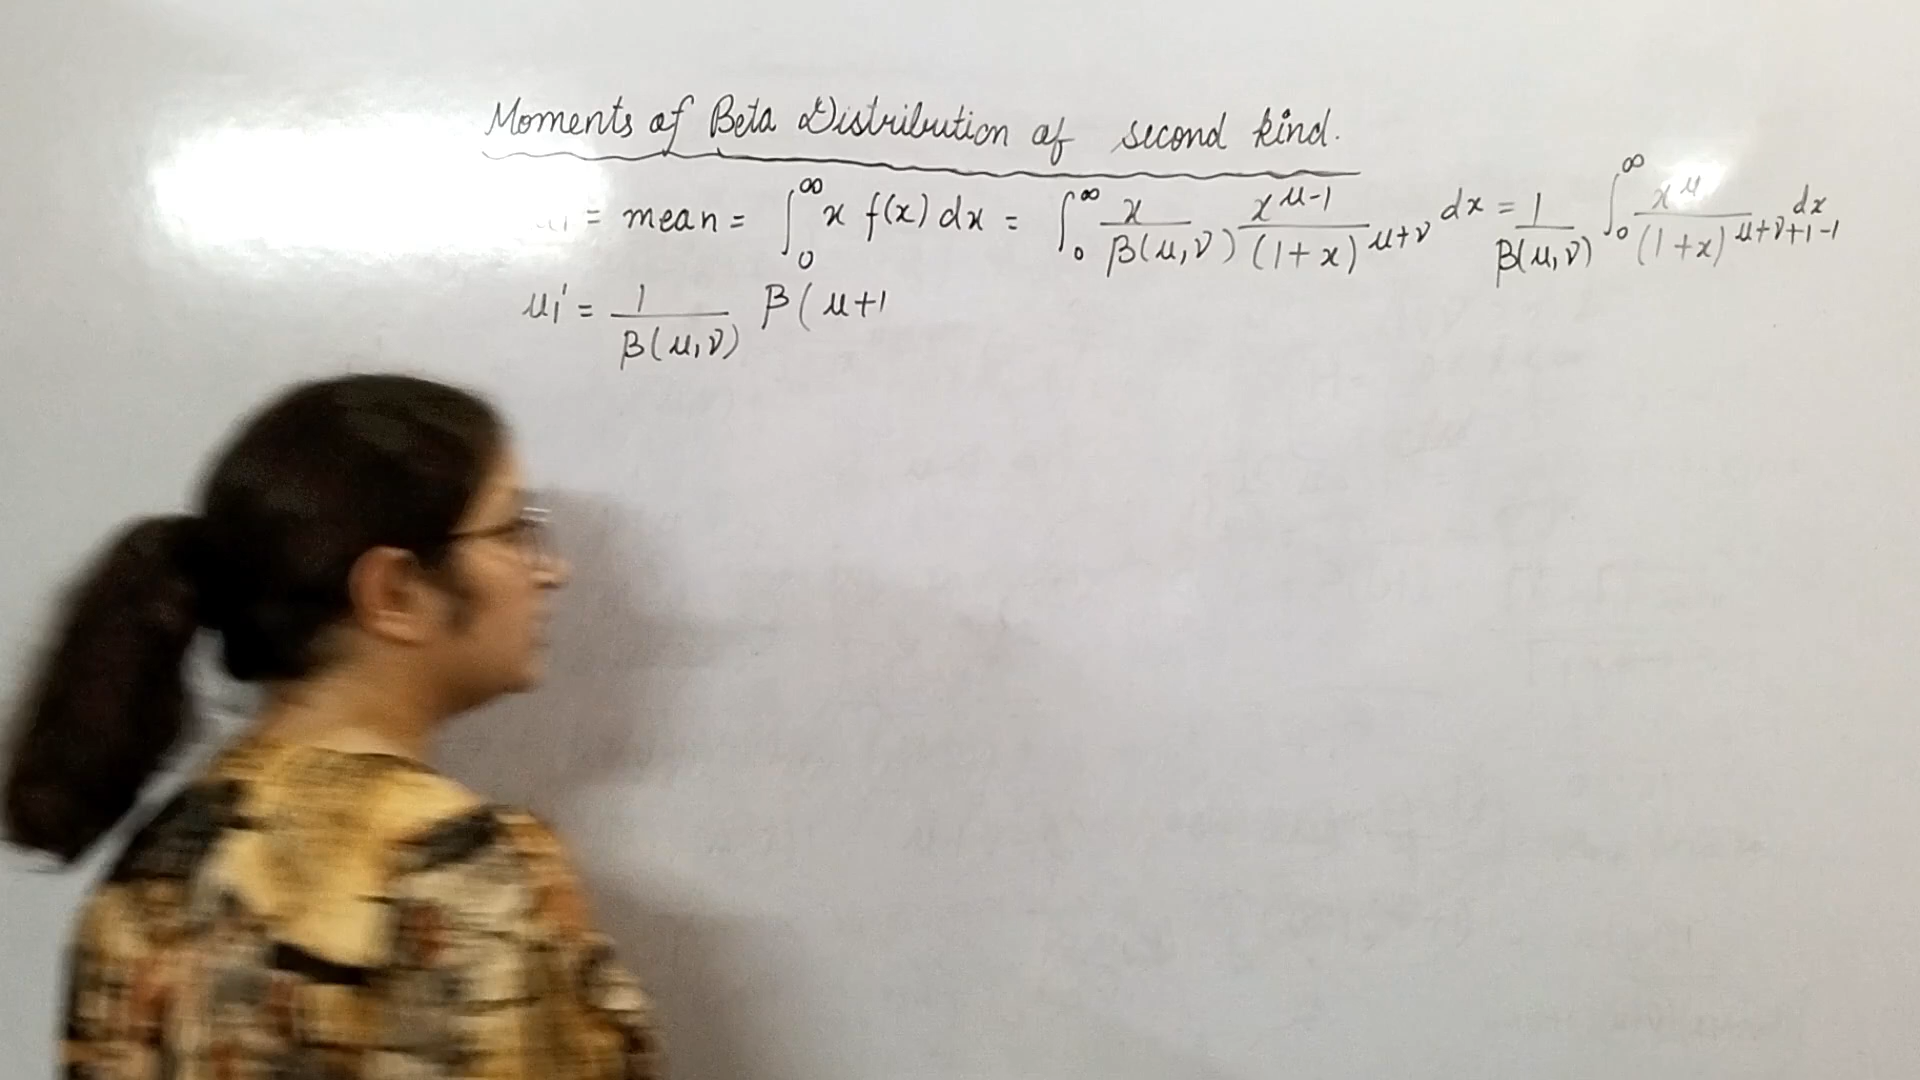 Moments of Beta Distribution of second kind.
= mean = ∫₀^∞ x f(x) dx = ∫₀^∞ x/β(μ,ν) x^(μ-1)/(1+x)^(μ+ν) dx = 1/β(μ,ν) ∫₀^∞ x^μ/(1+x)^(μ+ν+1-1) dx
μ₁' = 1/β(μ,ν) β(μ+1